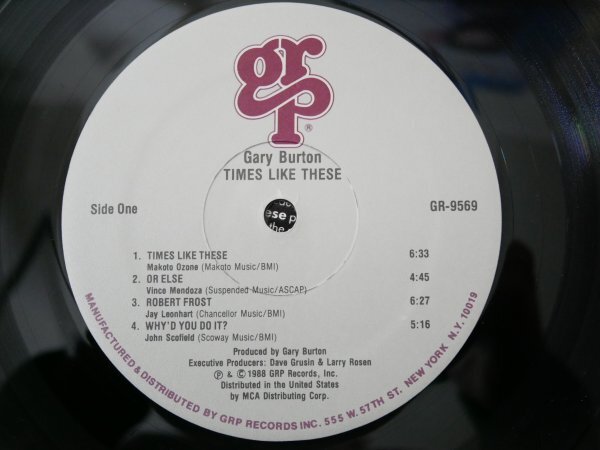 grp®
Gary Burton
TIMES LIKE THESE
Side One
GR-9569
ese p
the
1. TIMES LIKE THESE 6:33
Makoto Ozone (Makoto Music/BMI)
2. OR ELSE 4:45
Vince Mendoza (Suspended Music/ASCAP)
3. ROBERT FROST 6:27
Jay Leonhart (Chancellor Music/BMI)
4. WHY'D YOU DO IT? 5:16
John Scofield (Scoway Music/BMI)
Produced by Gary Burton
Executive Producers: Dave Grusin & Larry Rosen
℗ & © 1988 GRP Records, Inc.
Distributed in the United States
by MCA Distributing Corp.
MANUFACTURED & DISTRIBUTED BY GRP RECORDS INC. 555 W. 57TH ST. NEW YORK N.Y. 10019